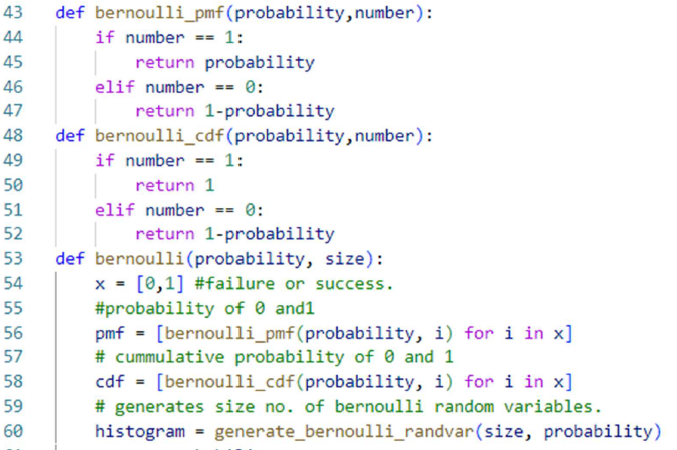 43 def bernoulli_pmf(probability,number):
44 if number == 1:
45 return probability
46 elif number == 0:
47 return 1-probability
48 def bernoulli_cdf(probability,number):
49 if number == 1:
50 return 1
51 elif number == 0:
52 return 1-probability
53 def bernoulli(probability, size):
54 x = [0,1] #failure or success.
55 #probability of 0 and1
56 pmf = [bernoulli_pmf(probability, i) for i in x]
57 # cummulative probability of 0 and 1
58 cdf = [bernoulli_cdf(probability, i) for i in x]
59 # generates size no. of bernoulli random variables.
60 histogram = generate_bernoulli_randvar(size, probability)